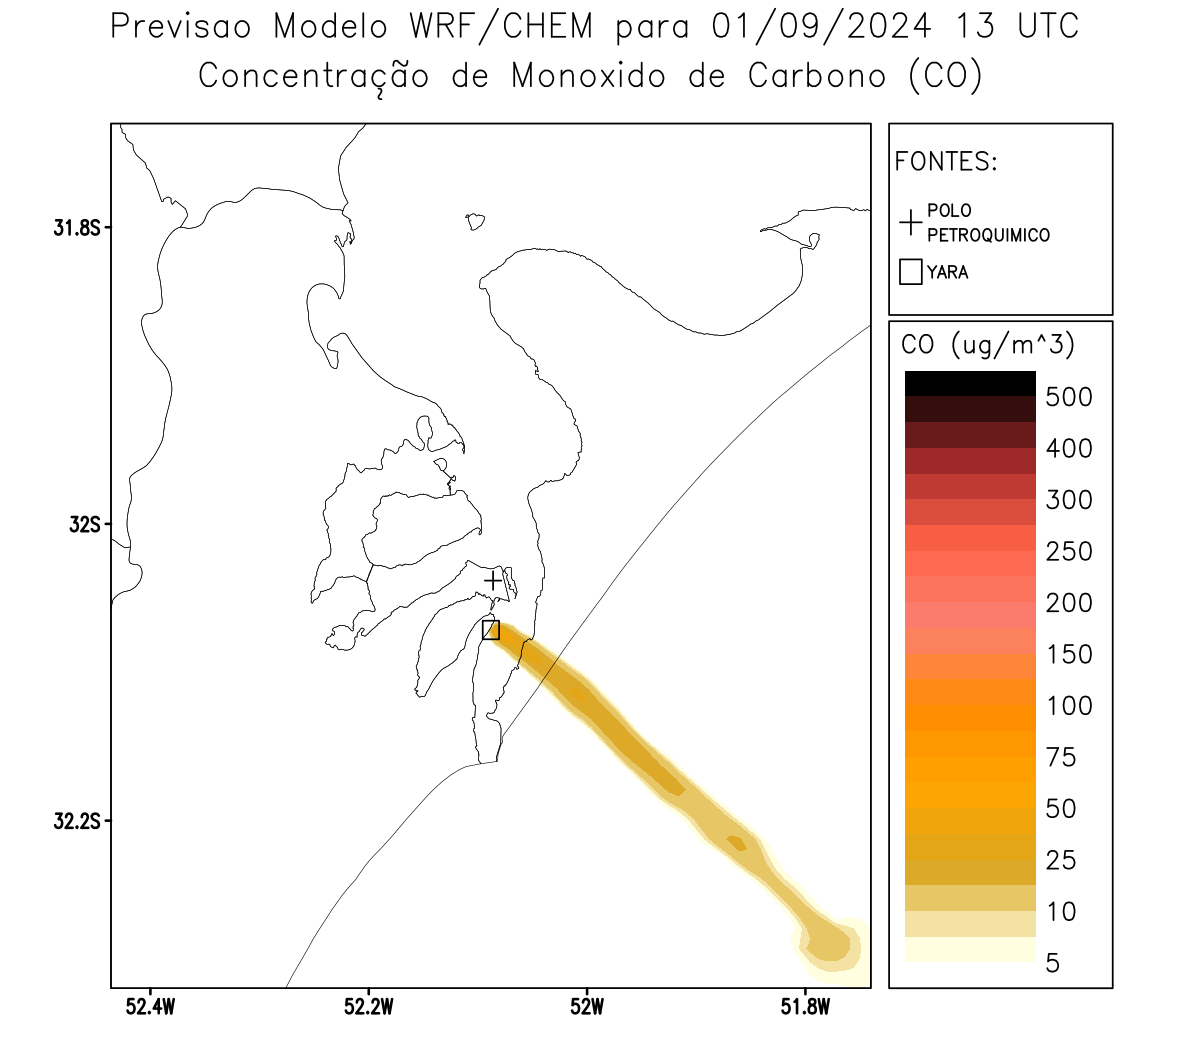 Previsao Modelo WRF/CHEM para 01/09/2024 13 UTC
Concentração de Monoxido de Carbono (CO)
FONTES:
POLO
PETROQUIMICO
YARA
CO (ug/m^3)
500
400
300
250
200
150
100
75
50
25
10
5
31.8S
32S
32.2S
52.4W
52.2W
52W
51.8W